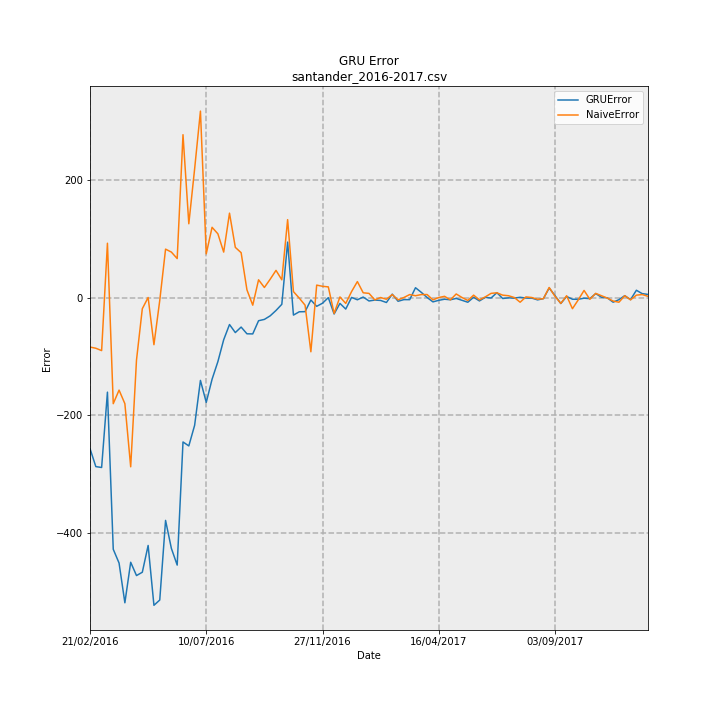 GRU Error
santander_2016-2017.csv
GRUError
NaiveError
200
0
−200
−400
Error
21/02/2016 10/07/2016 27/11/2016 16/04/2017 03/09/2017
Date